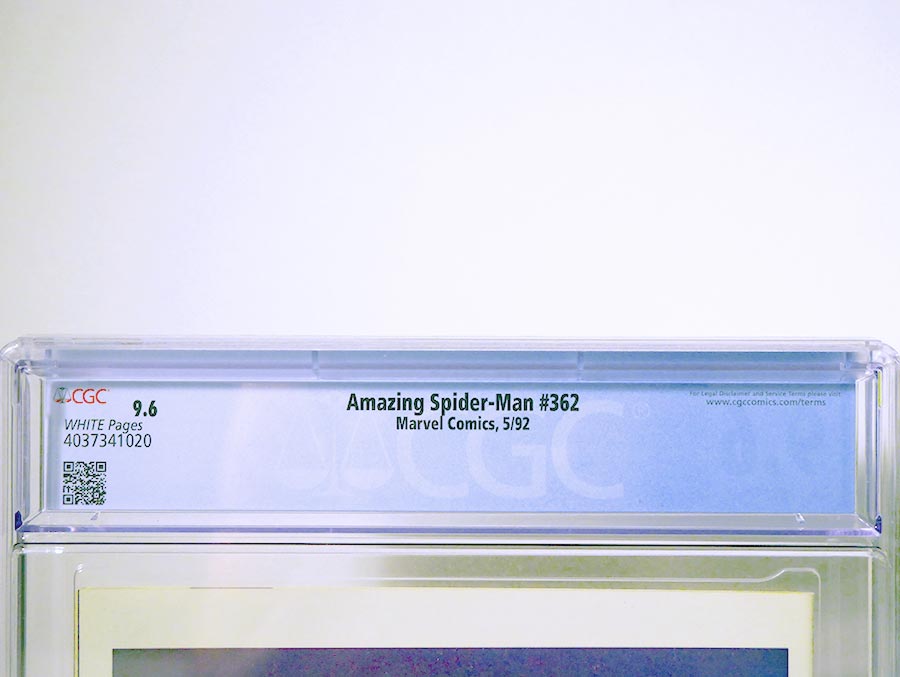 CGC
9.6
WHITE Pages
4037341020
Amazing Spider-Man #362
Marvel Comics, 5/92
For Legal Disclaimer and Service Terms please visit
www.cgccomics.com/terms
CGC®